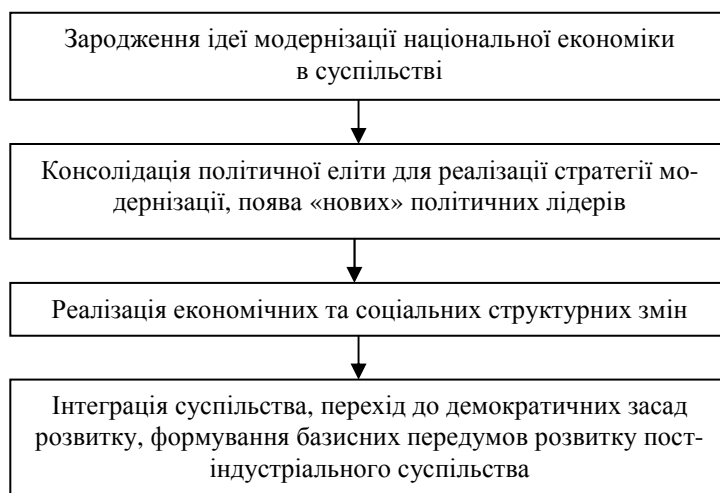 Зародження ідеї модернізації національної економіки
в суспільстві
Консолідація політичної еліти для реалізації стратегії мо-
дернізації, поява «нових» політичних лідерів
Реалізація економічних та соціальних структурних змін
Інтеграція суспільства, перехід до демократичних засад
розвитку, формування базисних передумов розвитку пост-
індустріального суспільства